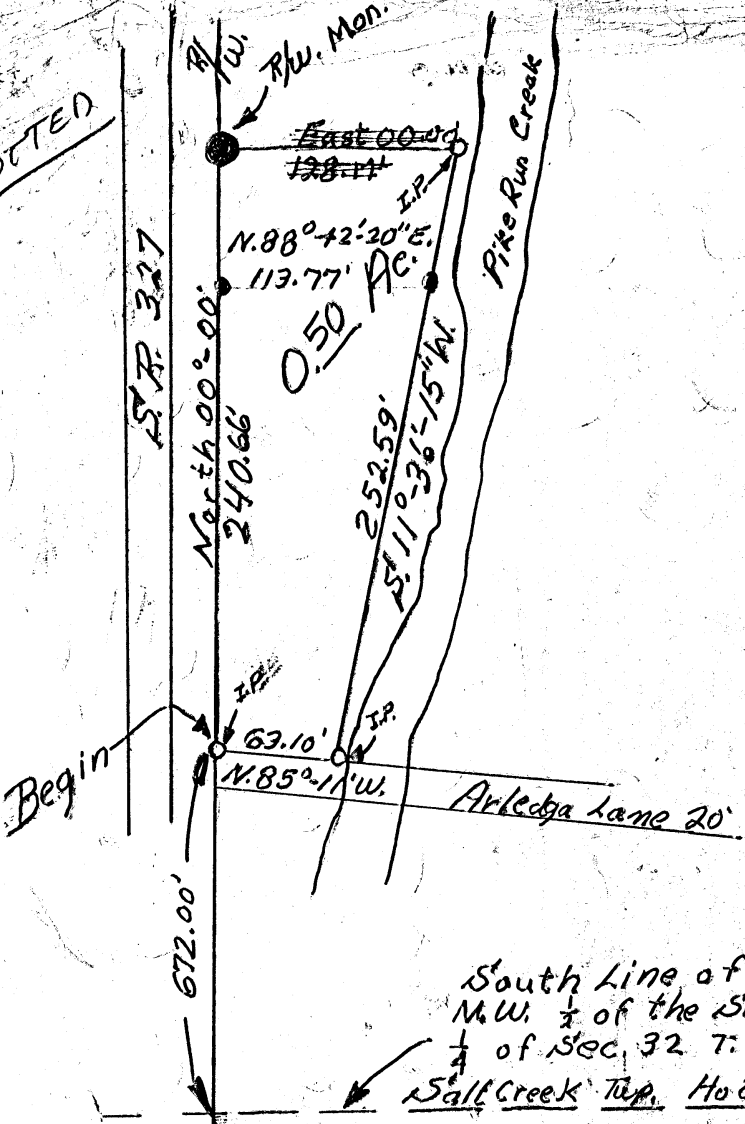 R/W.
R/W. Mon.
East 00.00
128.11'
I.P.
Pike Run Creek
N.88°-42'-20"E.
113.77'
0.50 Ac.
S.R. 327
North 00°-00'
240.66'
252.59'
S.11°-36'-15"W.
I.P.
I.P.
Begin
63.10'
N.85°-11'W.
Arledga Lane 20'
672.00'
South Line of
of the
1/4 of Sec. 32 T.
Salt Creek Twp.